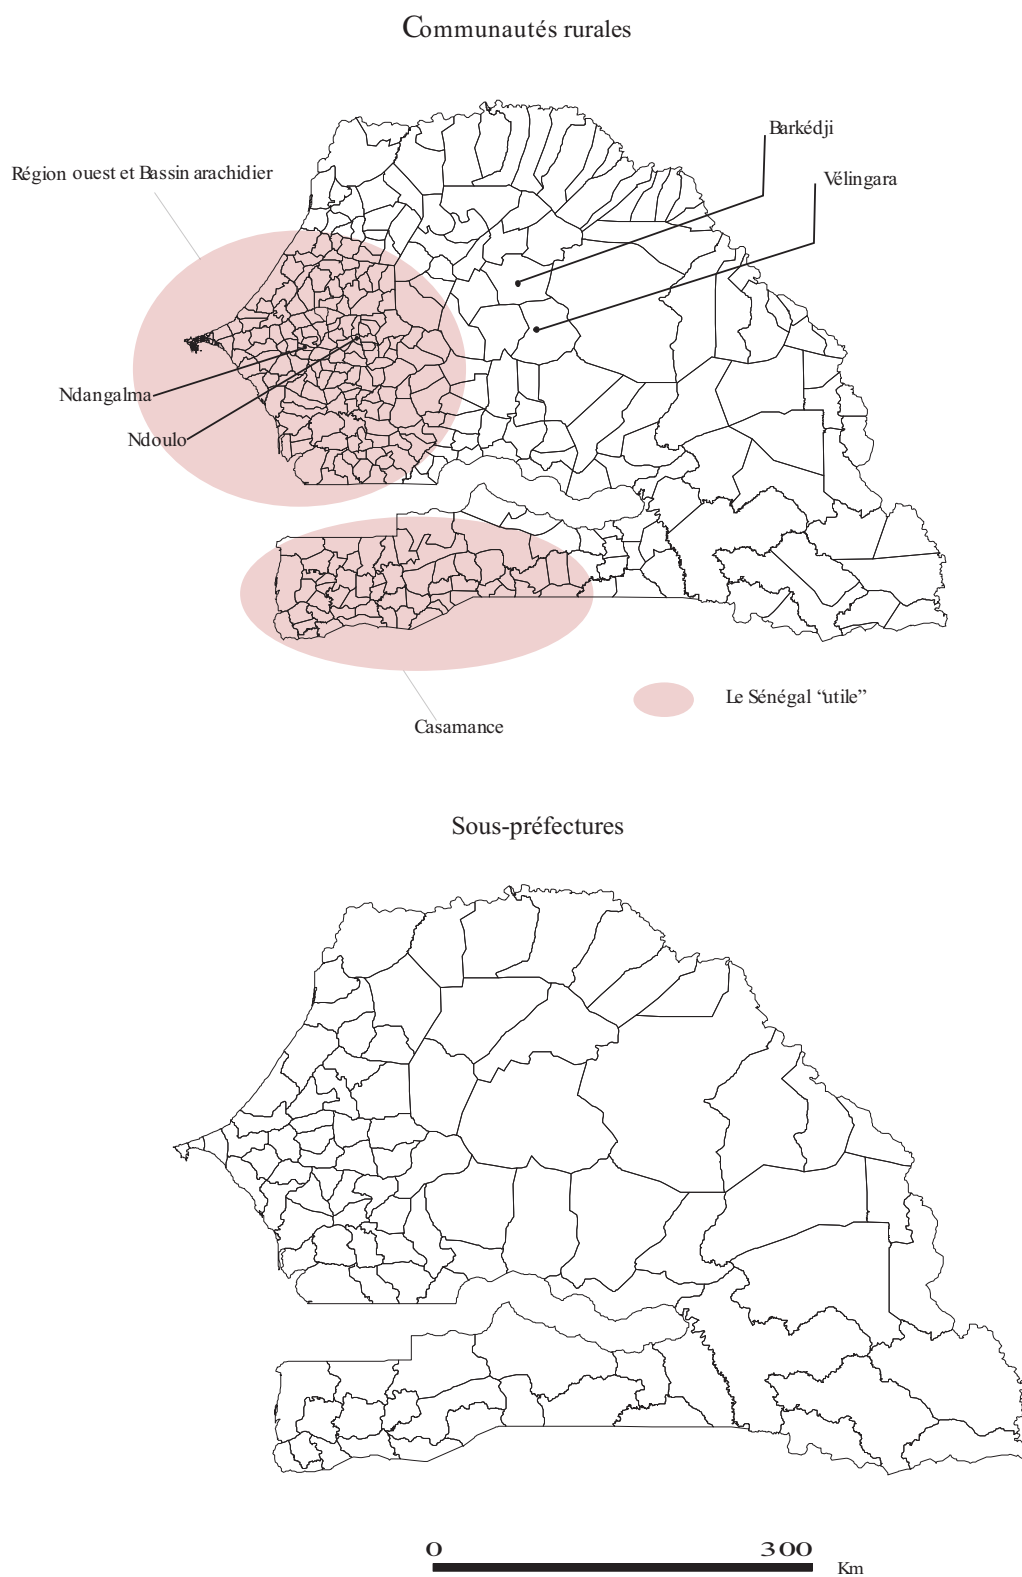 Communautés rurales
Barkédji
Région ouest et Bassin arachidier
Vélingara
Ndangalma
Ndoulo
Le Sénégal “utile”
Casamance
Sous-préfectures
0 300
Km